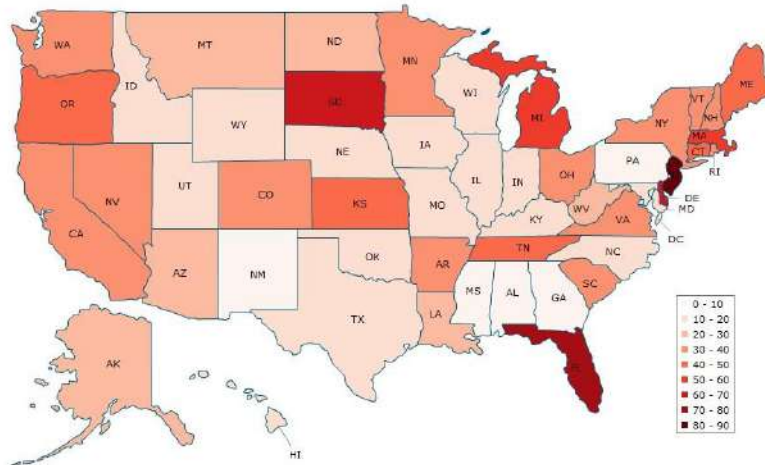 WA
MT
ND
MN
ME
OR
ID
SD
WI
VT
NH
NY
WY
MI
MA
CT
RI
NE
IA
PA
NV
UT
CO
IL
IN
OH
DE
MD
CA
KS
MO
KY
WV
VA
DC
AZ
NM
OK
AR
TN
NC
TX
LA
MS
AL
GA
SC
FL
AK
HI
0 - 10
10 - 20
20 - 30
30 - 40
40 - 50
50 - 60
60 - 70
70 - 80
80 - 90